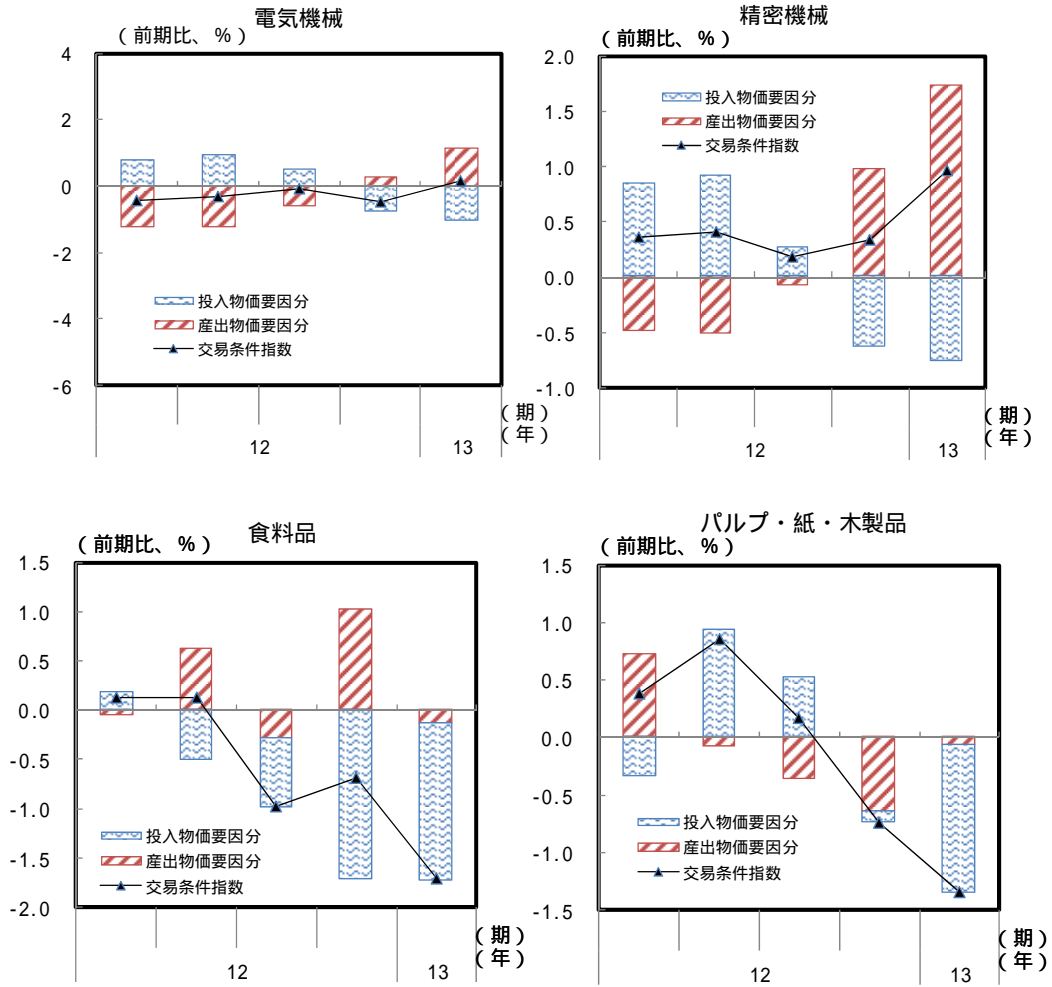 電気機械
（前期比、％）
4
2
0
-2
-4
-6
投入物価要因分
産出物価要因分
交易条件指数
（期）
（年）
12
13
精密機械
（前期比、％）
2.0
1.5
1.0
0.5
0.0
-0.5
-1.0
投入物価要因分
産出物価要因分
交易条件指数
（期）
（年）
12
13
食料品
（前期比、％）
1.5
1.0
0.5
0.0
-0.5
-1.0
-1.5
-2.0
投入物価要因分
産出物価要因分
交易条件指数
（期）
（年）
12
13
パルプ・紙・木製品
（前期比、％）
1.5
1.0
0.5
0.0
-0.5
-1.0
-1.5
投入物価要因分
産出物価要因分
交易条件指数
（期）
（年）
12
13